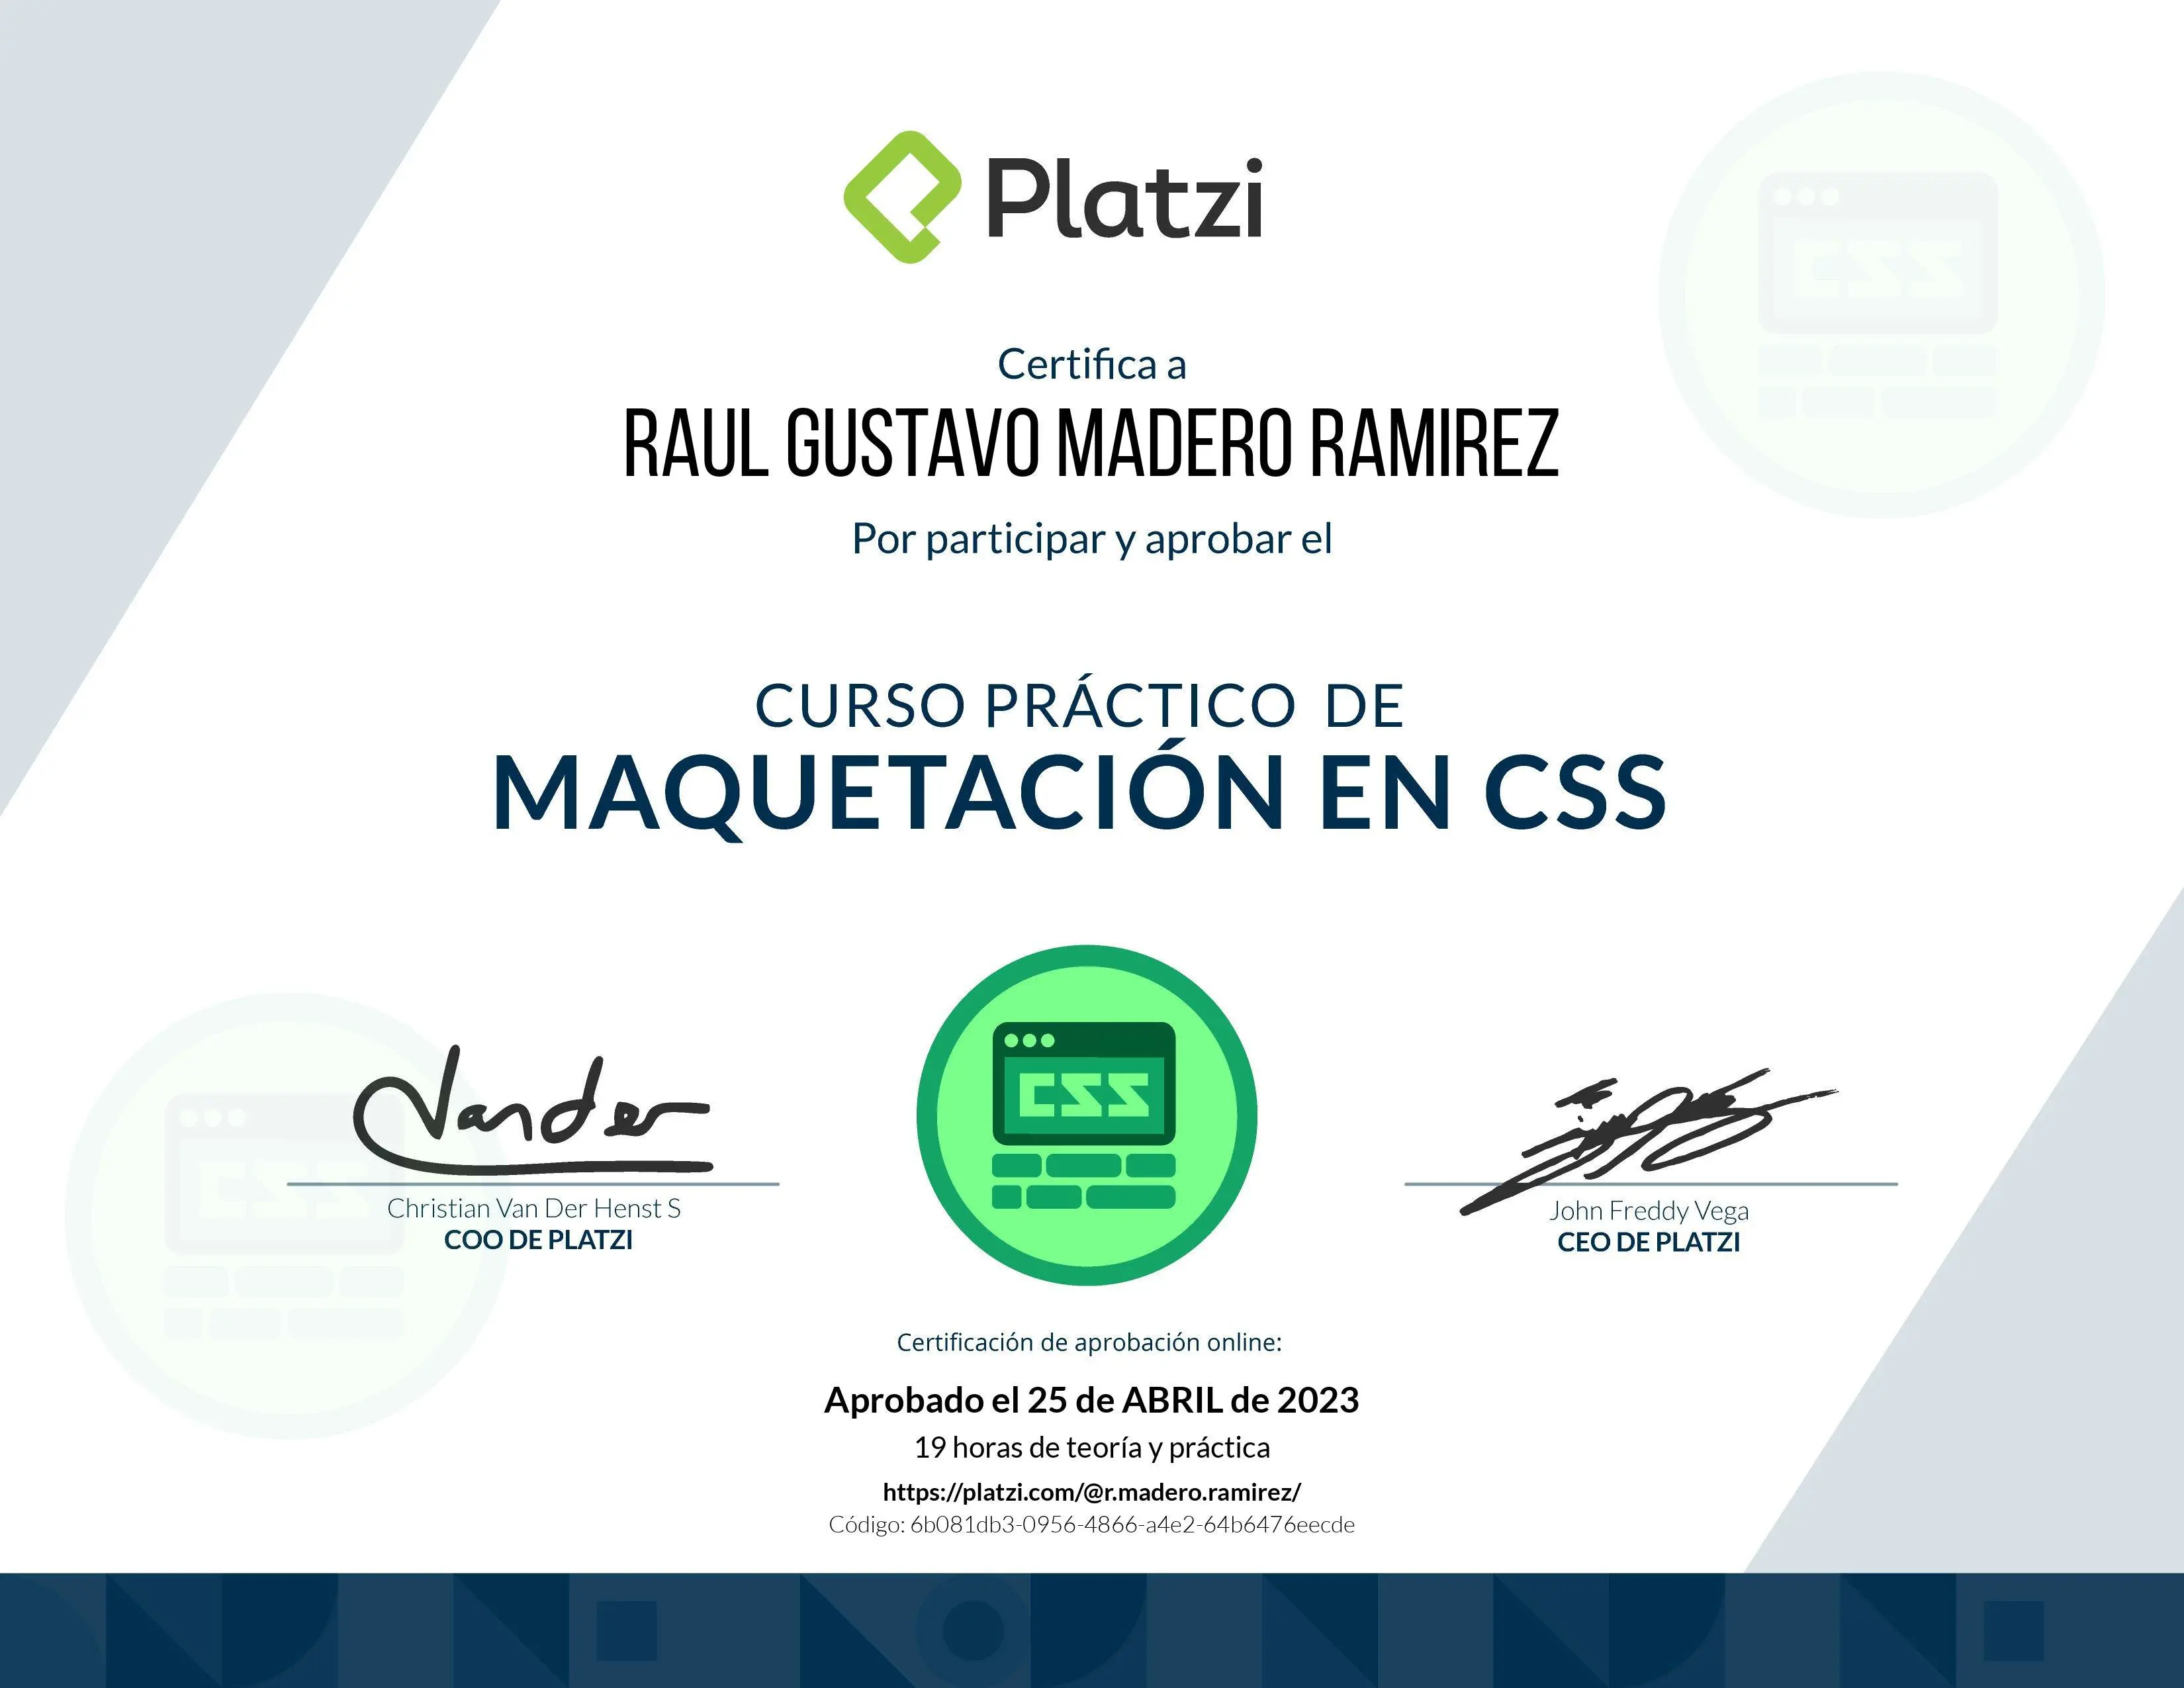 Platzi
Certifica a
RAUL GUSTAVO MADERO RAMIREZ
Por participar y aprobar el
CURSO PRÁCTICO DE
MAQUETACIÓN EN CSS
CSS
CSS
Vander
CSS
Christian Van Der Henst S
COO DE PLATZI
John Freddy Vega
CEO DE PLATZI
Certificación de aprobación online:
Aprobado el 25 de ABRIL de 2023
19 horas de teoría y práctica
https://platzi.com/@r.madero.ramirez/
Código: 6b081db3-0956-4866-a4e2-64b6476eecde